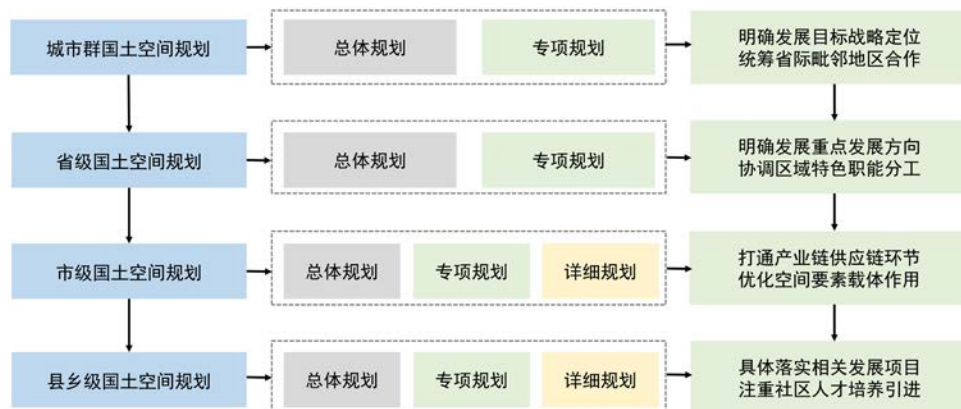 城市群国土空间规划
总体规划
专项规划
明确发展目标战略定位
统筹省际毗邻地区合作
省级国土空间规划
总体规划
专项规划
明确发展重点发展方向
协调区域特色职能分工
市级国土空间规划
总体规划
专项规划
详细规划
打通产业链供应链环节
优化空间要素载体作用
县乡级国土空间规划
总体规划
专项规划
详细规划
具体落实相关发展项目
注重社区人才培养引进